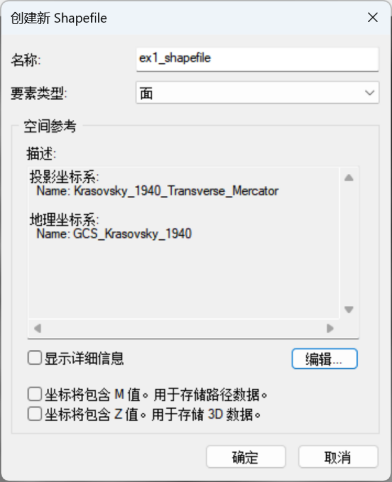 创建新 Shapefile
名称:
ex1_shapefile
要素类型:
面
空间参考
描述:
投影坐标系:
Name: Krasovsky_1940_Transverse_Mercator
地理坐标系:
Name: GCS_Krasovsky_1940
显示详细信息
编辑...
坐标将包含 M 值。用于存储路径数据。
坐标将包含 Z 值。用于存储 3D 数据。
确定
取消